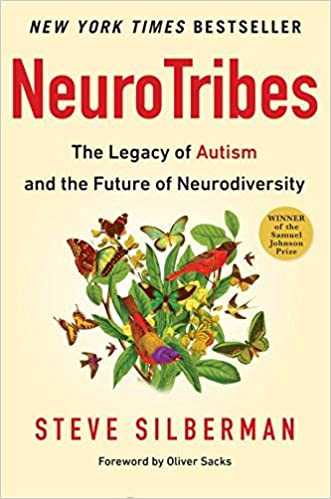 NEW YORK TIMES BESTSELLER
NeuroTribes
The Legacy of Autism
and the Future of Neurodiversity
WINNER
of the
Samuel
Johnson
Prize
STEVE SILBERMAN
Foreword by Oliver Sacks